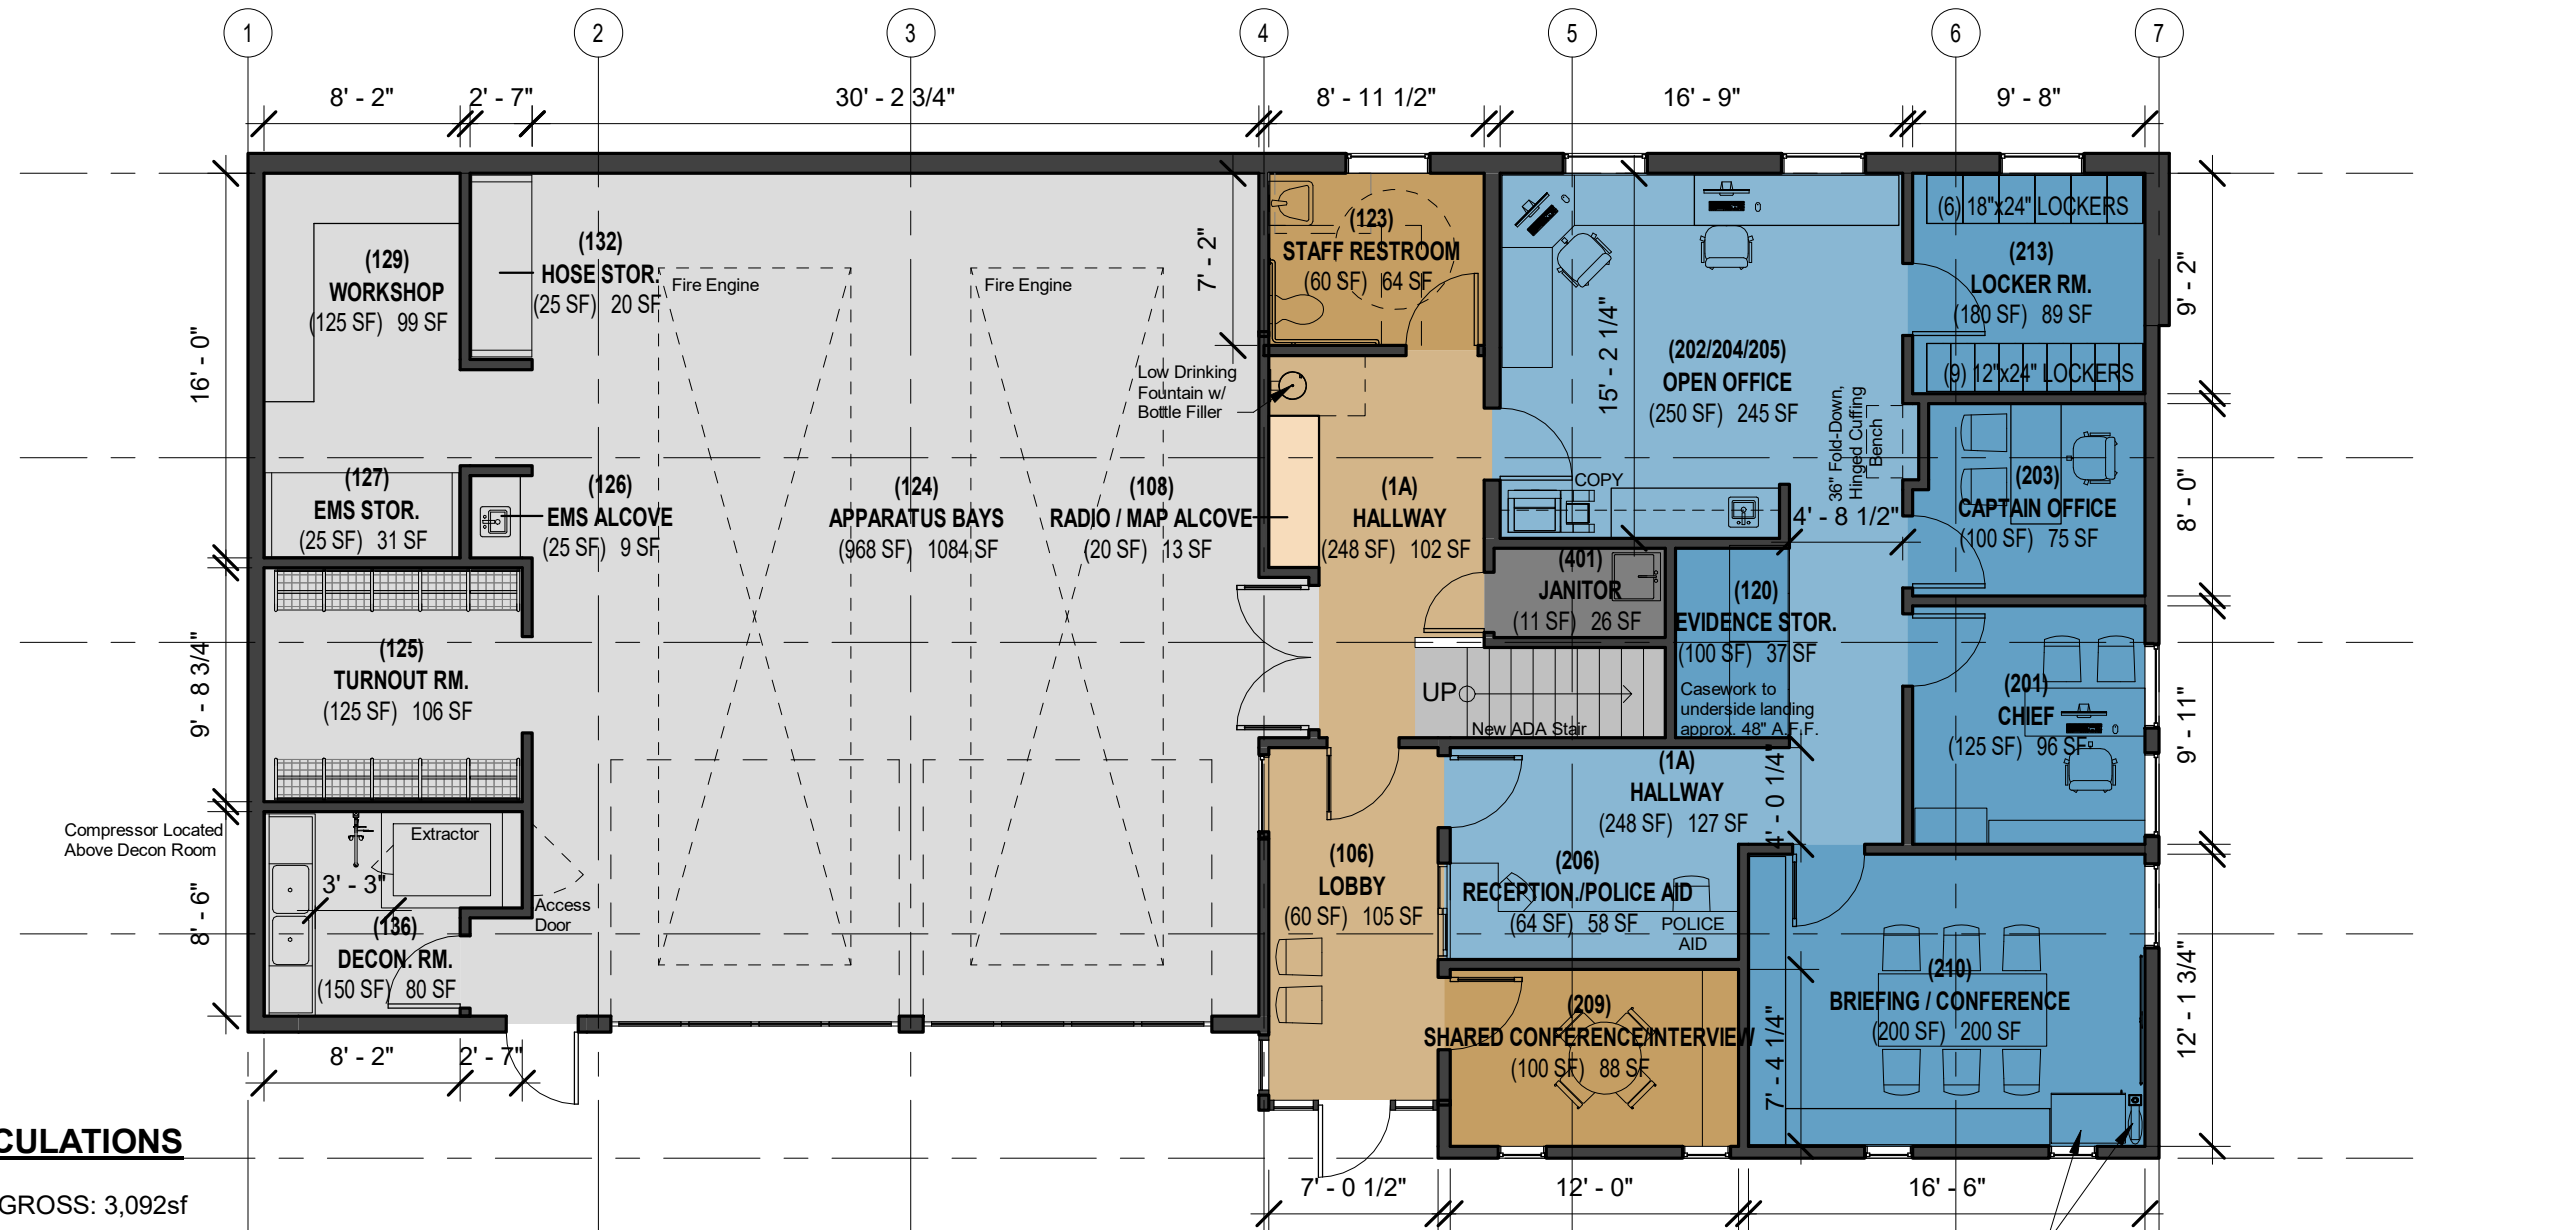 1
2
3
4
5
6
7
8' - 2"
2' - 7"
30' - 2 3/4"
8' - 11 1/2"
16' - 9"
9' - 8"
(129)
WORKSHOP
(125 SF) 99 SF
(132)
HOSE STOR.
(25 SF) 20 SF
Fire Engine
Fire Engine
7' - 2"
(123)
STAFF RESTROOM
(60 SF) 64 SF
(202/204/205)
OPEN OFFICE
(250 SF) 245 SF
15' - 2 1/4"
(6) 18"x24" LOCKERS
(213)
LOCKER RM.
(180 SF) 89 SF
(9) 12"x24" LOCKERS
9' - 2"
16' - 0"
Low Drinking
Fountain w/
Bottle Filler
36" Fold-Down,
Hinged Cuffing
Bench
(127)
EMS STOR.
(25 SF) 31 SF
(126)
EMS ALCOVE
(25 SF) 9 SF
(124)
APPARATUS BAYS
(968 SF) 1084 SF
(108)
RADIO / MAP ALCOVE
(20 SF) 13 SF
(1A)
HALLWAY
(248 SF) 102 SF
COPY
4' - 8 1/2"
(203)
CAPTAIN OFFICE
(100 SF) 75 SF
8' - 0"
(401)
JANITOR
(11 SF) 26 SF
(120)
EVIDENCE STOR.
(100 SF) 37 SF
Casework to
underside landing
approx. 48" A.F.F.
(125)
TURNOUT RM.
(125 SF) 106 SF
9' - 8 3/4"
UP
New ADA Stair
(201)
CHIEF
(125 SF) 96 SF
9' - 11"
(1A)
HALLWAY
(248 SF) 127 SF
4' - 0 1/4"
Compressor Located
Above Decon Room
Extractor
3' - 3"
(136)
DECON. RM.
(150 SF) 80 SF
8' - 6"
Access
Door
(106)
LOBBY
(60 SF) 105 SF
(206)
RECEPTION./POLICE AID
(64 SF) 58 SF
POLICE
AID
(209)
SHARED CONFERENCE/INTERVIEW
(100 SF) 88 SF
7' - 4 1/4"
(210)
BRIEFING / CONFERENCE
(200 SF) 200 SF
12' - 1 3/4"
8' - 2"
2' - 7"
CULATIONS
GROSS: 3,092sf
7' - 0 1/2"
12' - 0"
16' - 6"